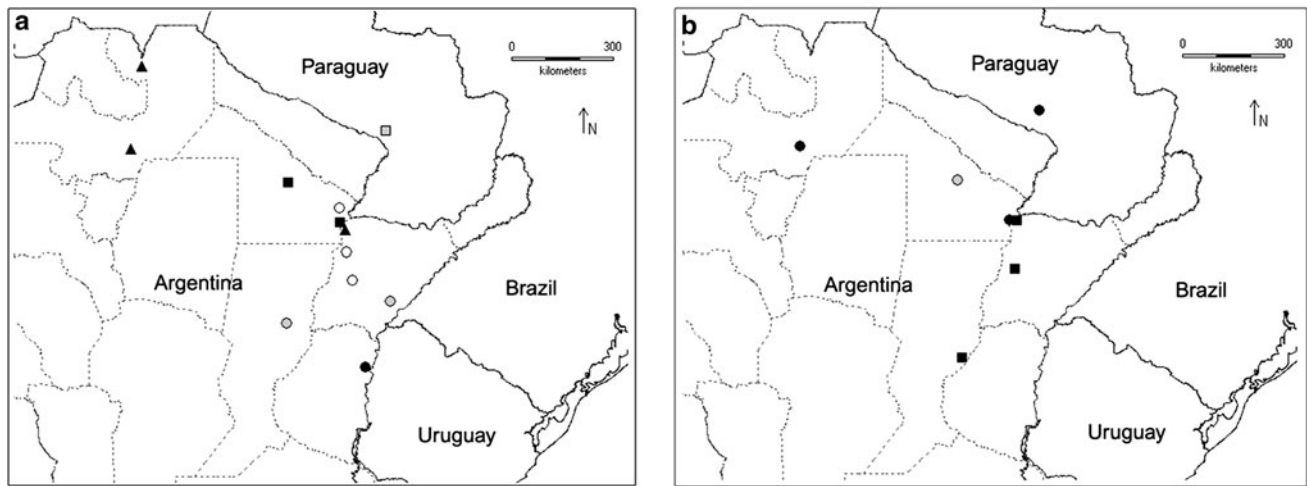 a
0 300
kilometers
Paraguay
N
Argentina
Brazil
Uruguay
b
0 300
kilometers
Paraguay
N
Argentina
Brazil
Uruguay